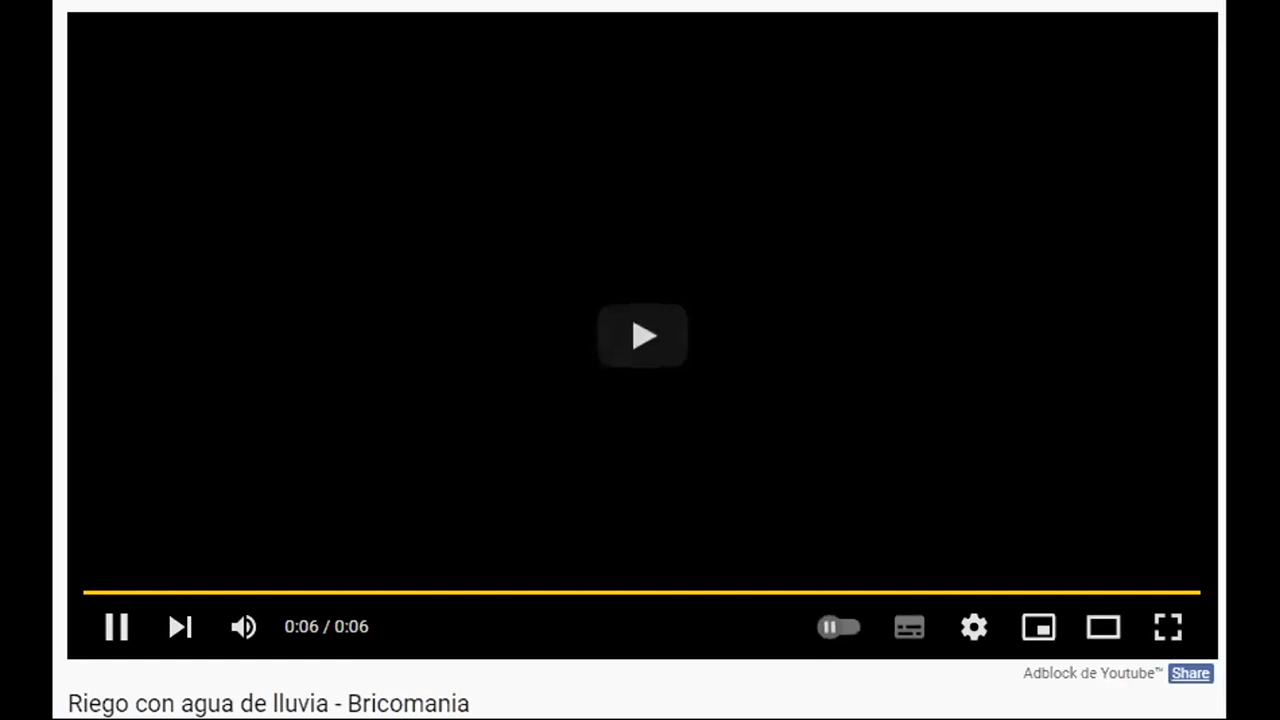 0:06 / 0:06
Adblock de Youtube™ Share
Riego con agua de lluvia - Bricomania